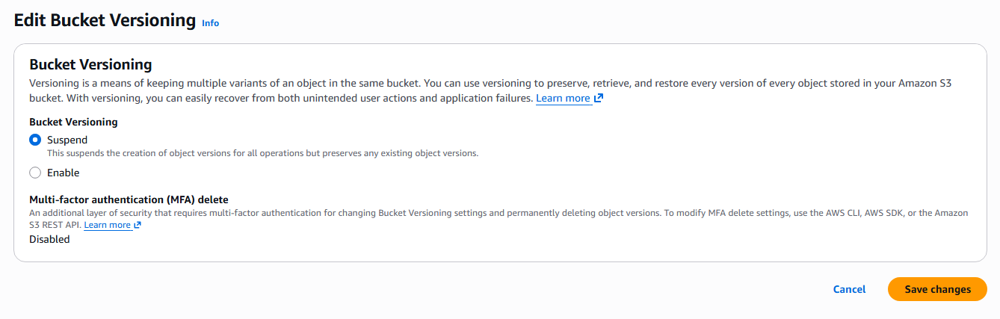 Edit Bucket Versioning Info
Bucket Versioning
Versioning is a means of keeping multiple variants of an object in the same bucket. You can use versioning to preserve, retrieve, and restore every version of every object stored in your Amazon S3
bucket. With versioning, you can easily recover from both unintended user actions and application failures. Learn more
Bucket Versioning
Suspend
This suspends the creation of object versions for all operations but preserves any existing object versions.
Enable
Multi-factor authentication (MFA) delete
An additional layer of security that requires multi-factor authentication for changing Bucket Versioning settings and permanently deleting object versions. To modify MFA delete settings, use the AWS CLI, AWS SDK, or the Amazon
S3 REST API. Learn more
Disabled
Cancel Save changes